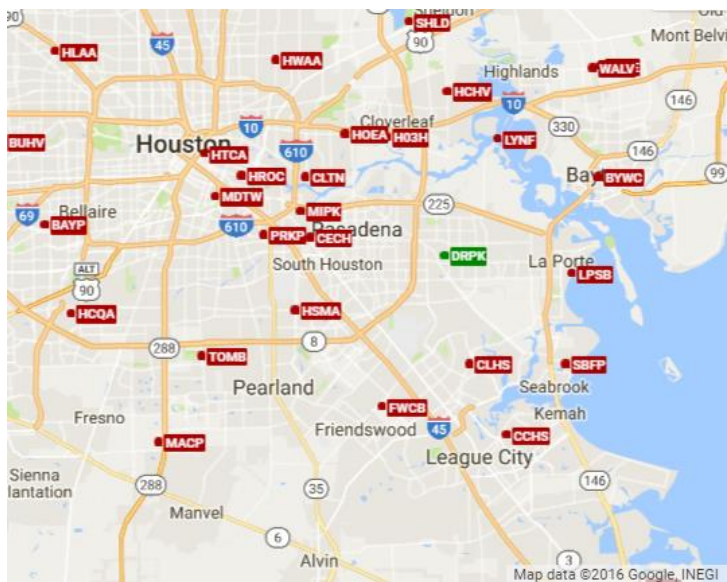 Sheldon
Old
90
SHLD
90
Mont Belvi
HLAA
45
HWAA
Highlands
WALV
HCHV
10
146
Cloverleaf
330
10
HOEA
H03H
LYNF
BUHV
Houston
HTCA
610
146
99
HROC
CLTN
Bay
BYWC
69
MDTW
225
Bellaire
MIPK
BAYP
610
Pasadena
PRKP
CECH
DRPK
La Porte
ALT
90
South Houston
LPSB
HCQA
HSMA
288
8
TOMB
CLHS
SBFP
Pearland
Seabrook
Fresno
FWCB
Kemah
Friendswood
45
CCHS
MACP
League City
Sienna
lantation
288
35
146
Manvel
6
3
Alvin
Map data ©2016 Google, INEGI